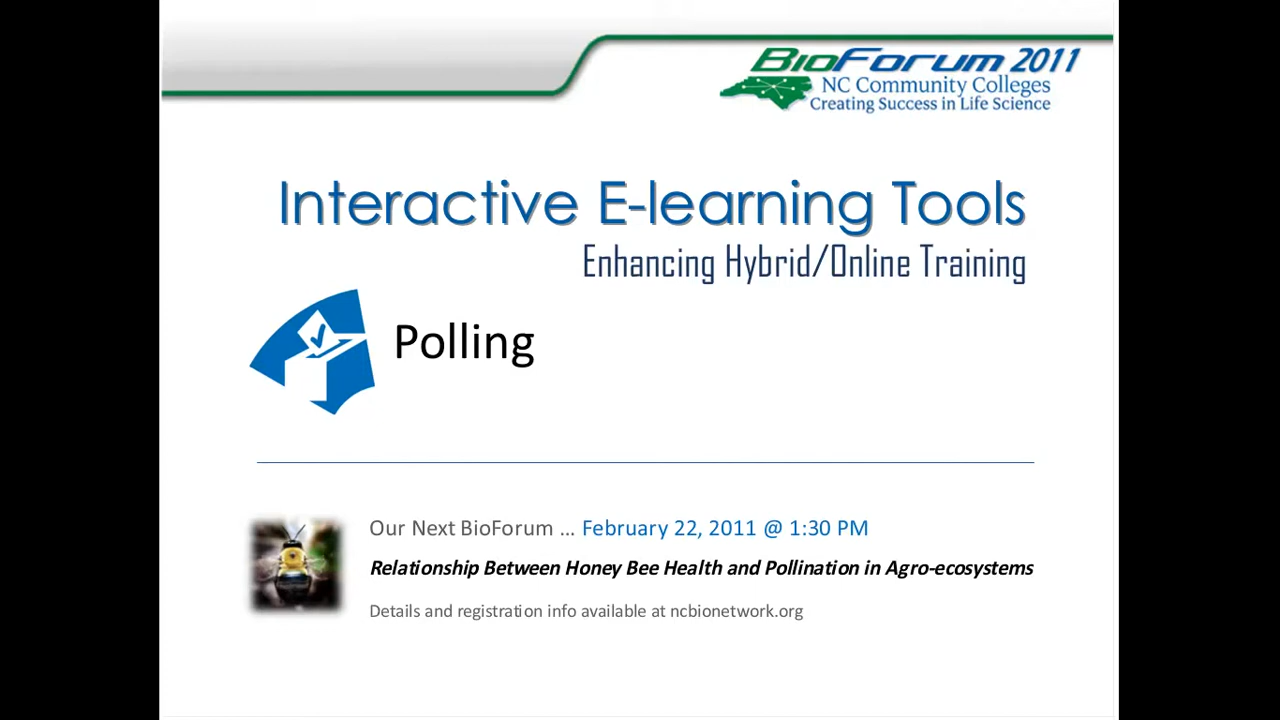 BioForum 2011
NC Community Colleges
Creating Success in Life Science
Interactive E-learning Tools
Enhancing Hybrid/Online Training
Polling
Our Next BioForum ... February 22, 2011 @ 1:30 PM
Relationship Between Honey Bee Health and Pollination in Agro-ecosystems
Details and registration info available at ncbionetwork.org